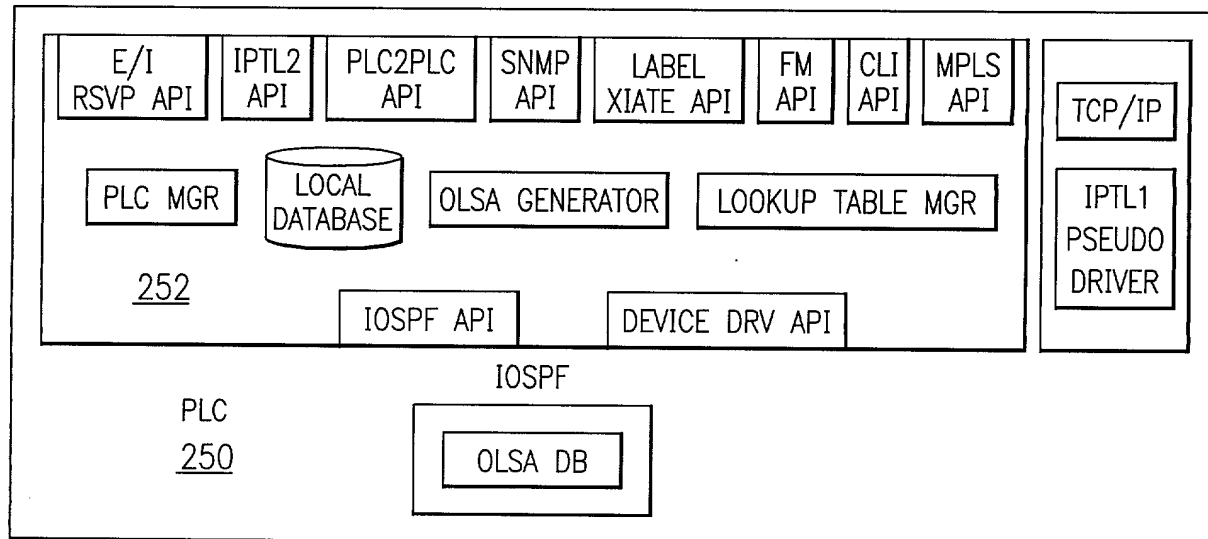 E/I
RSVP API
IPTL2
API
PLC2PLC
API
SNMP
API
LABEL
XIATE API
FM
API
CLI
API
MPLS
API
TCP/IP
PLC MGR
LOCAL
DATABASE
OLSA GENERATOR
LOOKUP TABLE MGR
IPTL1
PSEUDO
DRIVER
252
IOSPF API
DEVICE DRV API
IOSPF
PLC
250
OLSA DB